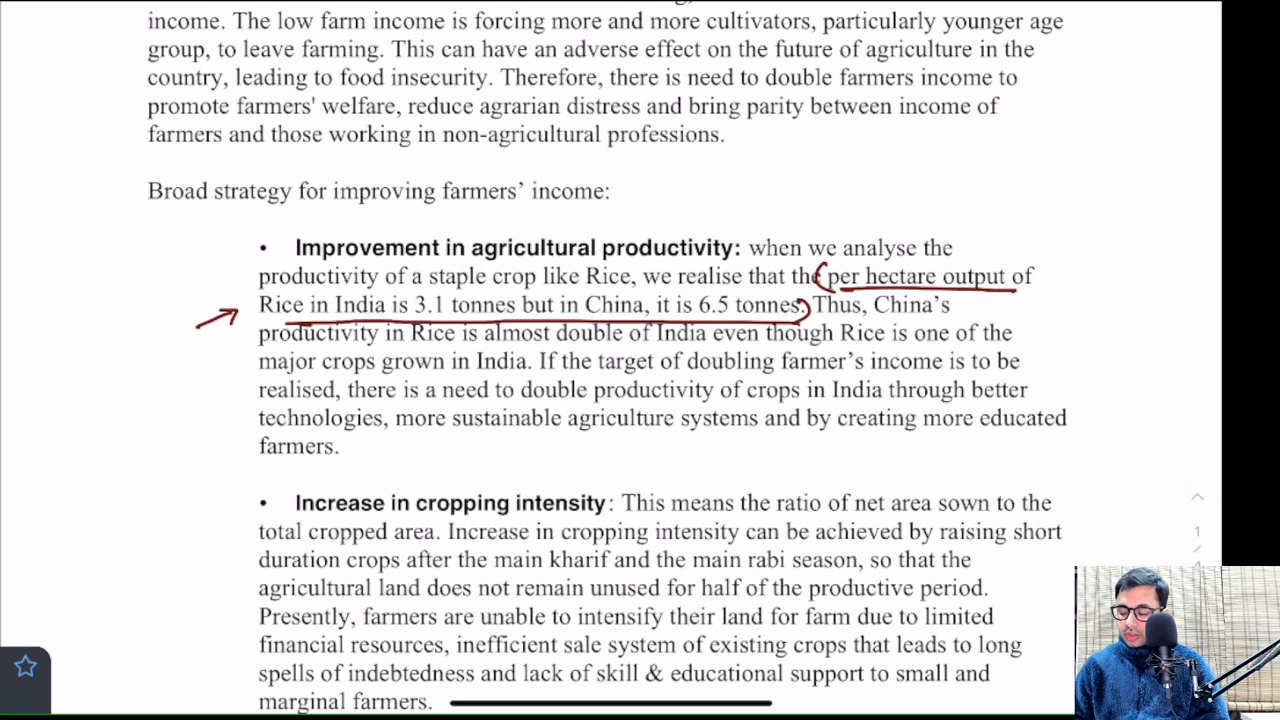 income. The low farm income is forcing more and more cultivators, particularly younger age
group, to leave farming. This can have an adverse effect on the future of agriculture in the
country, leading to food insecurity. Therefore, there is need to double farmers income to
promote farmers' welfare, reduce agrarian distress and bring parity between income of
farmers and those working in non-agricultural professions.
Broad strategy for improving farmers’ income:
• Improvement in agricultural productivity: when we analyse the
productivity of a staple crop like Rice, we realise that the per hectare output of
Rice in India is 3.1 tonnes but in China, it is 6.5 tonnes. Thus, China’s
productivity in Rice is almost double of India even though Rice is one of the
major crops grown in India. If the target of doubling farmer’s income is to be
realised, there is a need to double productivity of crops in India through better
technologies, more sustainable agriculture systems and by creating more educated
farmers.
• Increase in cropping intensity: This means the ratio of net area sown to the
total cropped area. Increase in cropping intensity can be achieved by raising short
duration crops after the main kharif and the main rabi season, so that the
agricultural land does not remain unused for half of the productive period.
Presently, farmers are unable to intensify their land for farm due to limited
financial resources, inefficient sale system of existing crops that leads to long
spells of indebtedness and lack of skill & educational support to small and
marginal farmers.
1
/